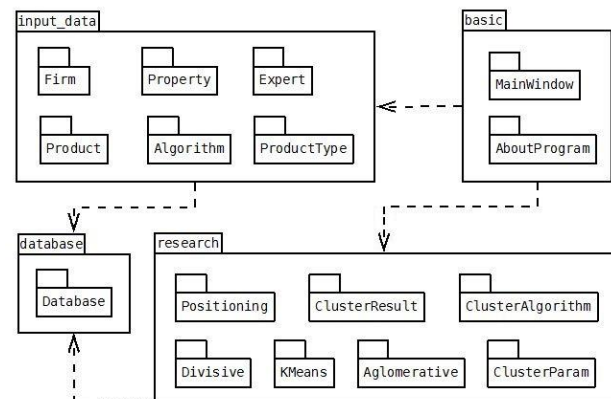 input_data
basic
Firm
Property
Expert
MainWindow
Product
Algorithm
ProductType
AboutProgram
database
research
Database
Positioning
ClusterResult
ClusterAlgorithm
Divisive
KMeans
Aglomerative
ClusterParam